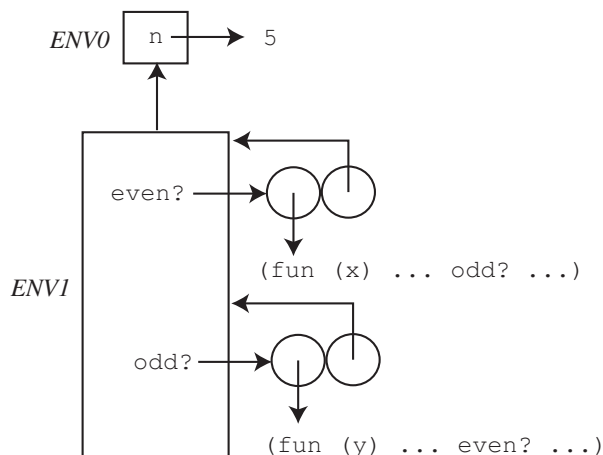 ENV0 n 5
even?
(fun (x) ... odd? ...)
ENV1
odd?
(fun (y) ... even? ...)